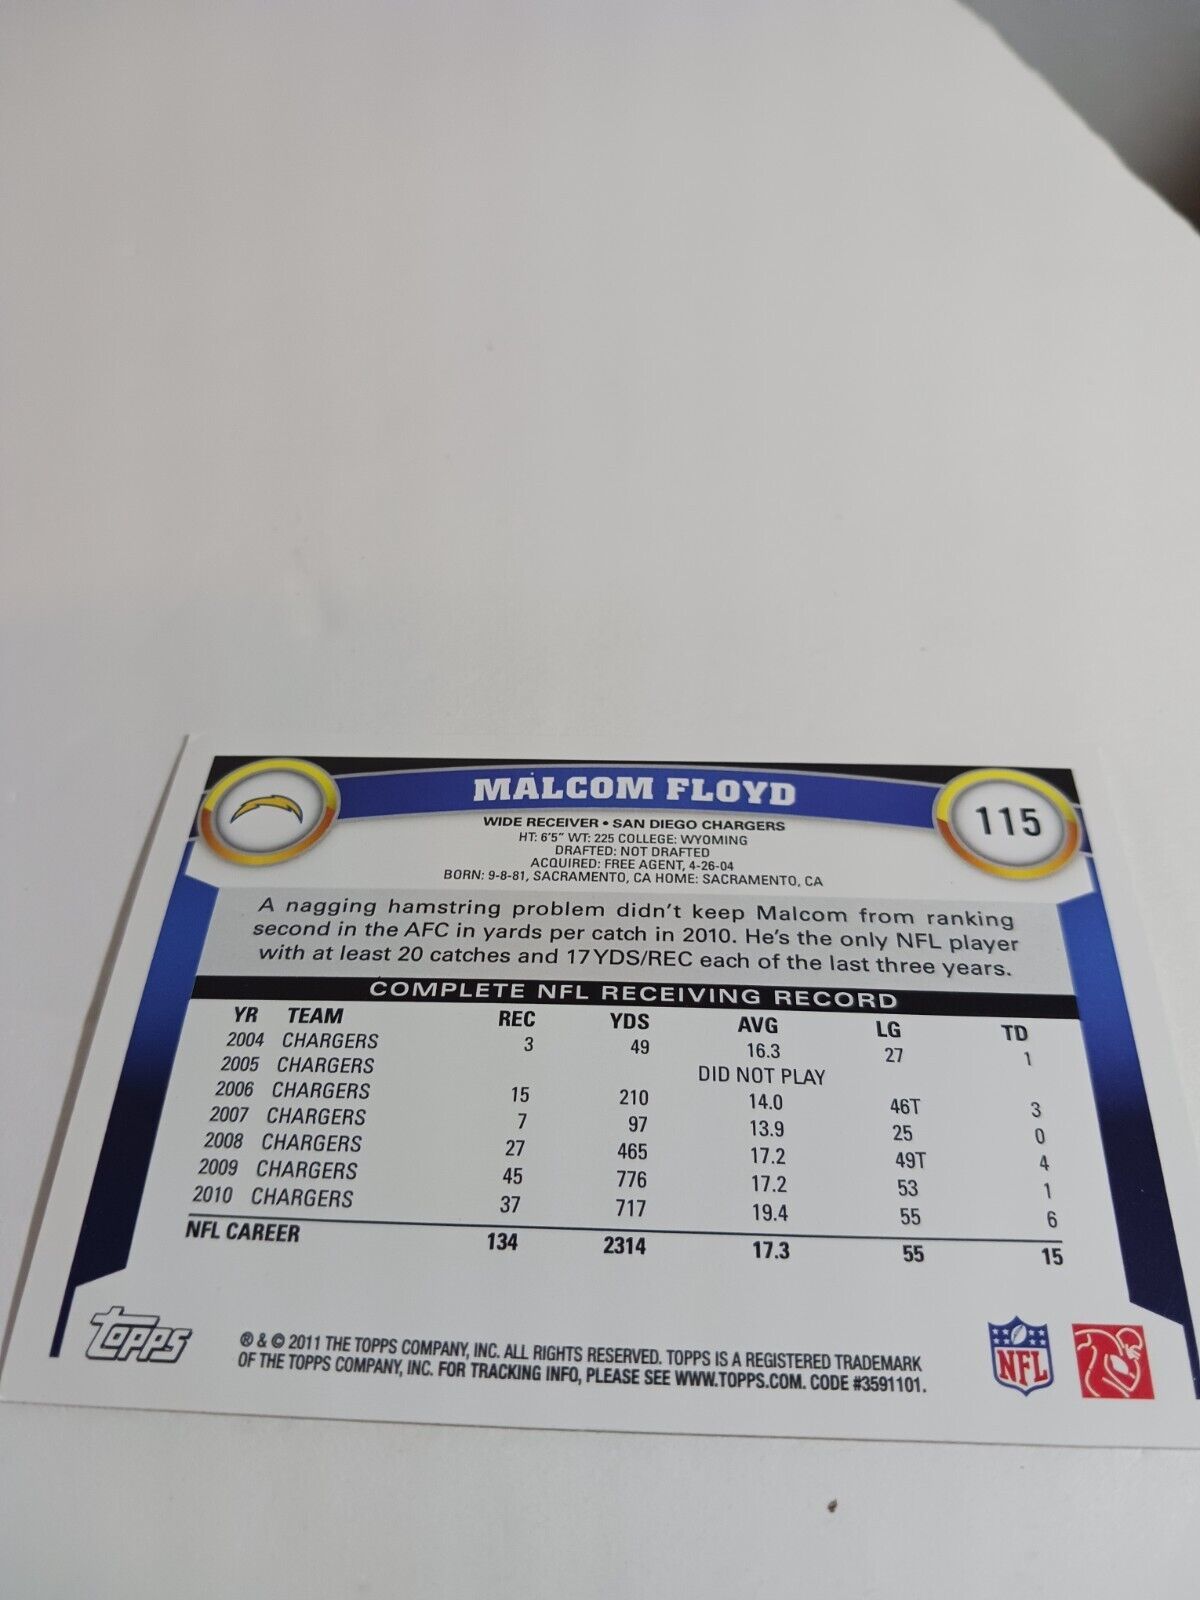 MALCOM FLOYD
115
WIDE RECEIVER • SAN DIEGO CHARGERS
HT: 6'5" WT: 225 COLLEGE: WYOMING
DRAFTED: NOT DRAFTED
ACQUIRED: FREE AGENT, 4-26-04
BORN: 9-8-81, SACRAMENTO, CA HOME: SACRAMENTO, CA
A nagging hamstring problem didn't keep Malcom from ranking
second in the AFC in yards per catch in 2010. He's the only NFL player
with at least 20 catches and 17 YDS/REC each of the last three years.
COMPLETE NFL RECEIVING RECORD
YR TEAM REC YDS AVG LG TD
2004 CHARGERS 3 49 16.3 27 1
2005 CHARGERS DID NOT PLAY
2006 CHARGERS 15 210 14.0 46T 3
2007 CHARGERS 7 97 13.9 25 0
2008 CHARGERS 27 465 17.2 49T 4
2009 CHARGERS 45 776 17.2 53 1
2010 CHARGERS 37 717 19.4 55 6
NFL CAREER 134 2314 17.3 55 15
Topps
® & © 2011 THE TOPPS COMPANY, INC. ALL RIGHTS RESERVED. TOPPS IS A REGISTERED TRADEMARK
OF THE TOPPS COMPANY, INC. FOR TRACKING INFO, PLEASE SEE WWW.TOPPS.COM. CODE #3591101.
NFL